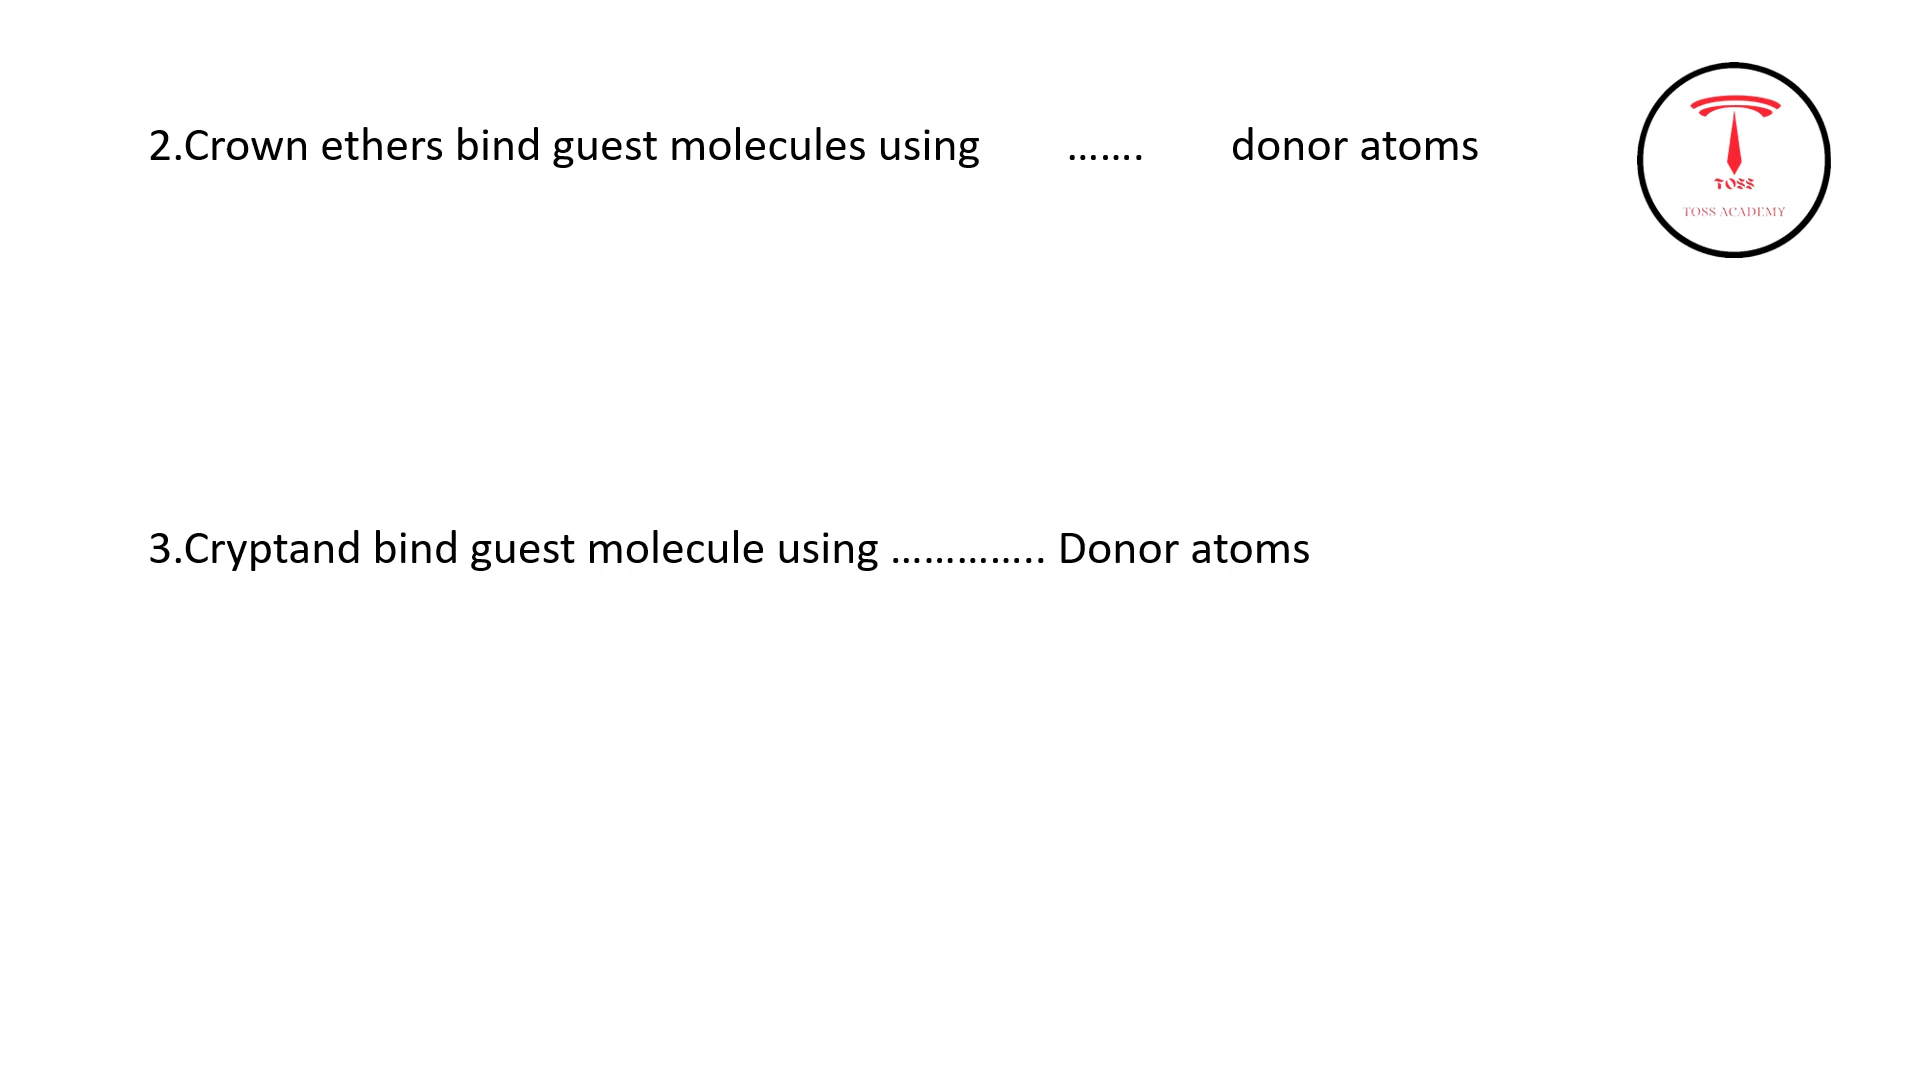 2.Crown ethers bind guest molecules using ....... donor atoms
TOSS
TOSS ACADEMY
3.Cryptand bind guest molecule using ………….. Donor atoms